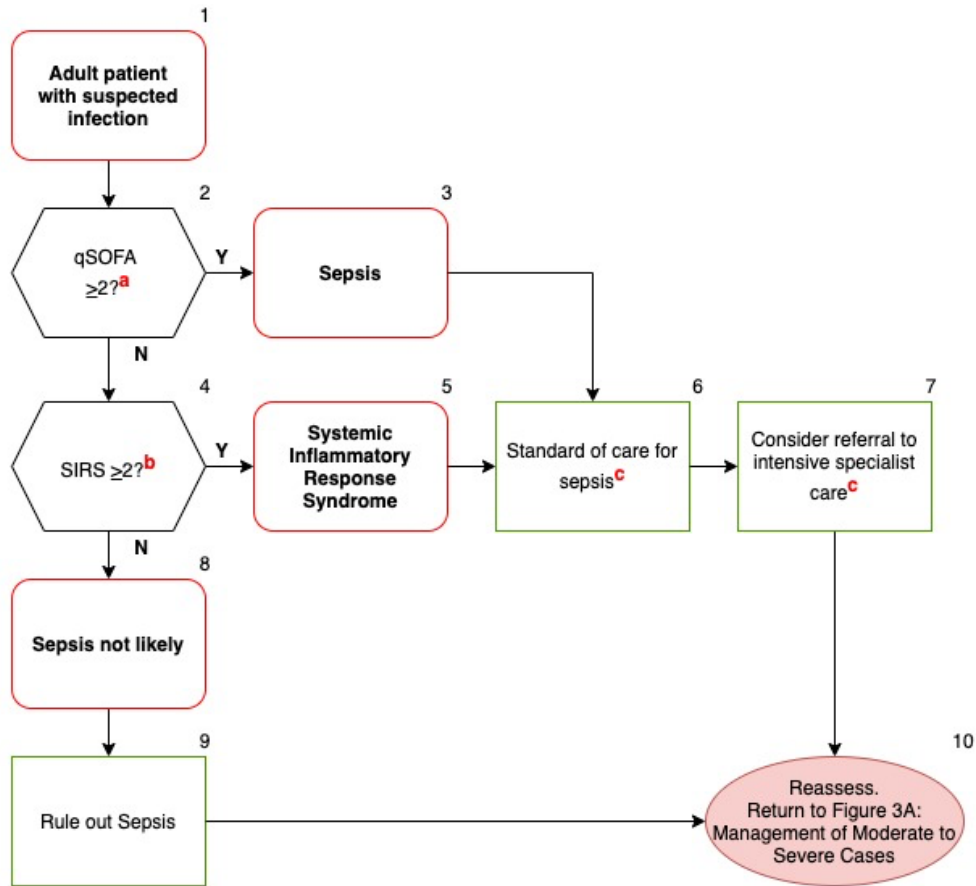 1
Adult patient
with suspected
infection
2
qSOFA
≥2?a
Y
N
3
Sepsis
4
SIRS ≥2?b
Y
N
5
Systemic
Inflammatory
Response
Syndrome
6
Standard of care for
sepsisc
7
Consider referral to
intensive specialist
carec
8
Sepsis not likely
9
Rule out Sepsis
10
Reassess.
Return to Figure 3A:
Management of Moderate to
Severe Cases